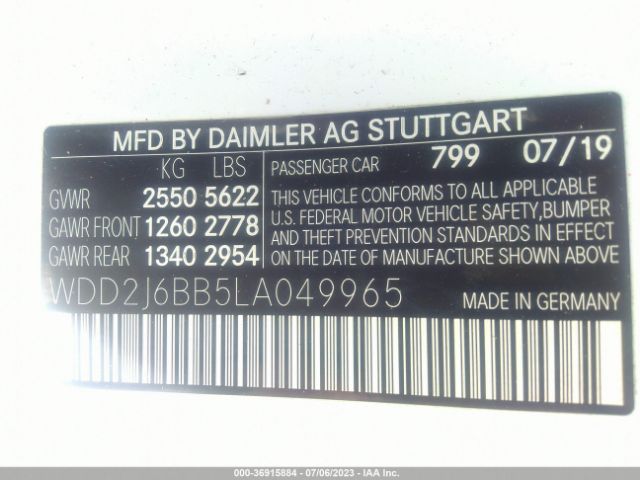 MFD BY DAIMLER AG STUTTGART
KG LBS
GVWR 2550 5622
GAWR FRONT 1260 2778
GAWR REAR 1340 2954
PASSENGER CAR 799 07/19
THIS VEHICLE CONFORMS TO ALL APPLICABLE
U.S. FEDERAL MOTOR VEHICLE SAFETY,BUMPER
AND THEFT PREVENTION STANDARDS IN EFFECT
ON THE DATE OF MANUFACTURE SHOWN ABOVE
WDD2J6BB5LA049965
MADE IN GERMANY
000-36915884 - 07/06/2023 - IAA Inc.